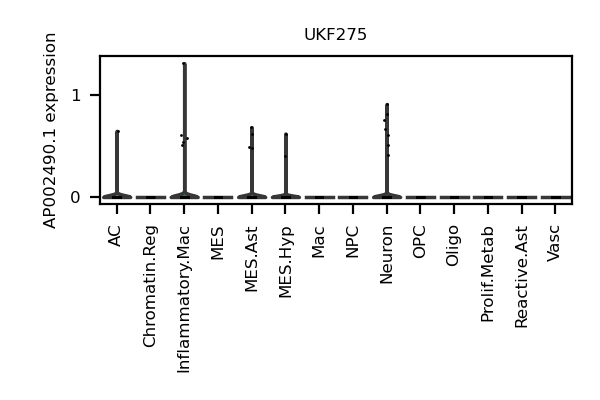 UKF275
AP002490.1 expression
1
0
AC
Chromatin.Reg
Inflammatory.Mac
MES
MES.Ast
MES.Hyp
Mac
NPC
Neuron
OPC
Oligo
Prolif.Metab
Reactive.Ast
Vasc